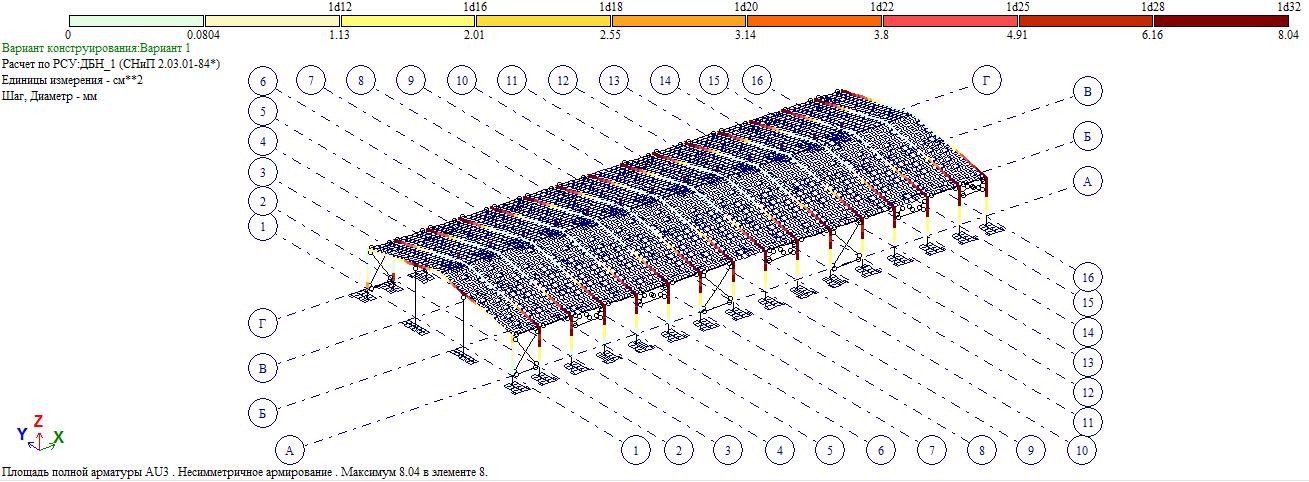 1d12 1d16 1d18 1d20 1d22 1d25 1d28 1d32
0 0.0804 1.13 2.01 2.55 3.14 3.8 4.91 6.16 8.04
Вариант конструирования:Вариант 1
Расчет по РСУ:ДБН_1 (СНиП 2.03.01-84*)
Единицы измерения - см**2
Шаг, Диаметр - мм
6 7 8 9 10 11 12 13 14 15 16 Г
5
4
3
2
1
В
Б
А
16
15
14
13
12
11
Г
В
Б
А
1 2 3 4 5 6 7 8 9 10
Z
Y X
Площадь полной арматуры AU3 . Несимметричное армирование . Максимум 8.04 в элементе 8.